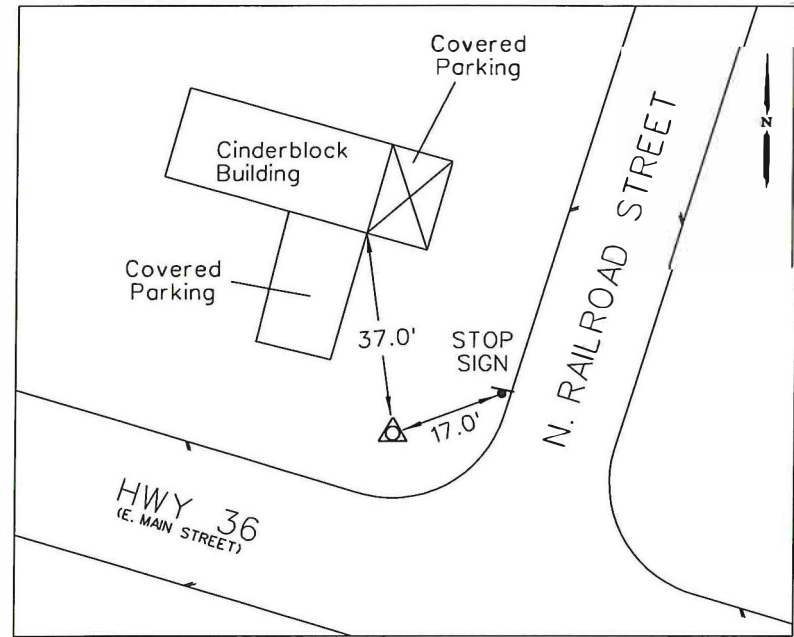 Covered
Parking
Cinderblock
Building
N
N. RAILROAD STREET
Covered
Parking
37.0'
STOP
SIGN
17.0'
HWY 36
(E. MAIN STREET)